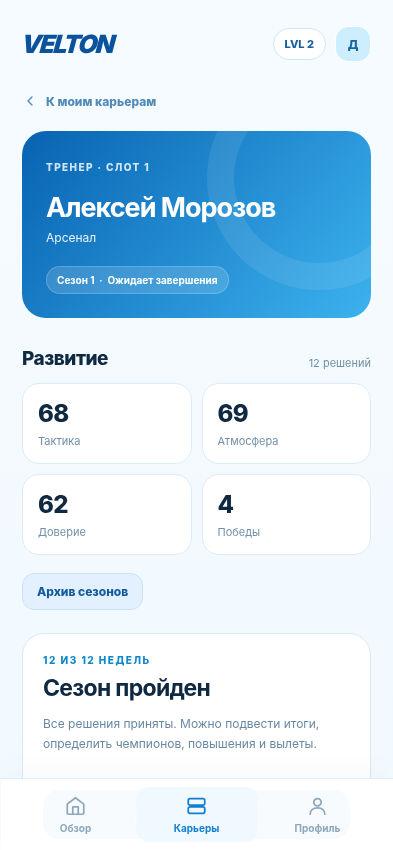 VELTON
LVL 2
Д
К моим карьерам
ТРЕНЕР · СЛОТ 1
Алексей Морозов
Арсенал
Сезон 1 · Ожидает завершения
Развитие
12 решений
68
Тактика
69
Атмосфера
62
Доверие
4
Победы
Архив сезонов
12 ИЗ 12 НЕДЕЛЬ
Сезон пройден
Все решения приняты. Можно подвести итоги,
определить чемпионов, повышения и вылеты.
Обзор
Карьеры
Профиль